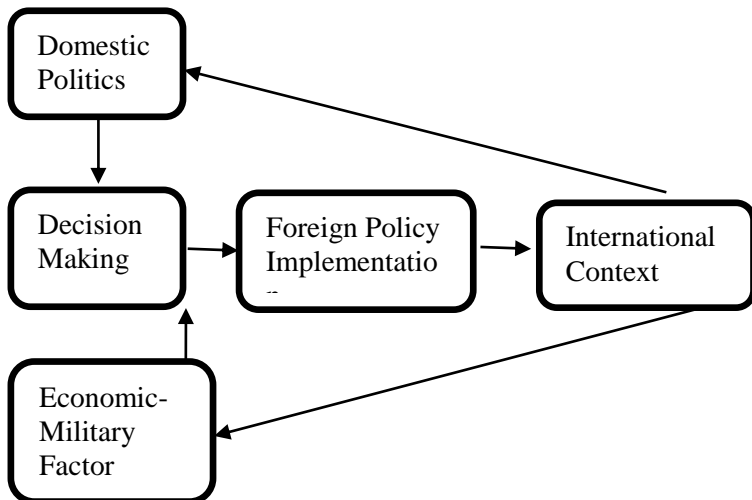 Domestic
Politics
Decision
Making
Foreign Policy
Implementatio
International
Context
Economic-
Military
Factor